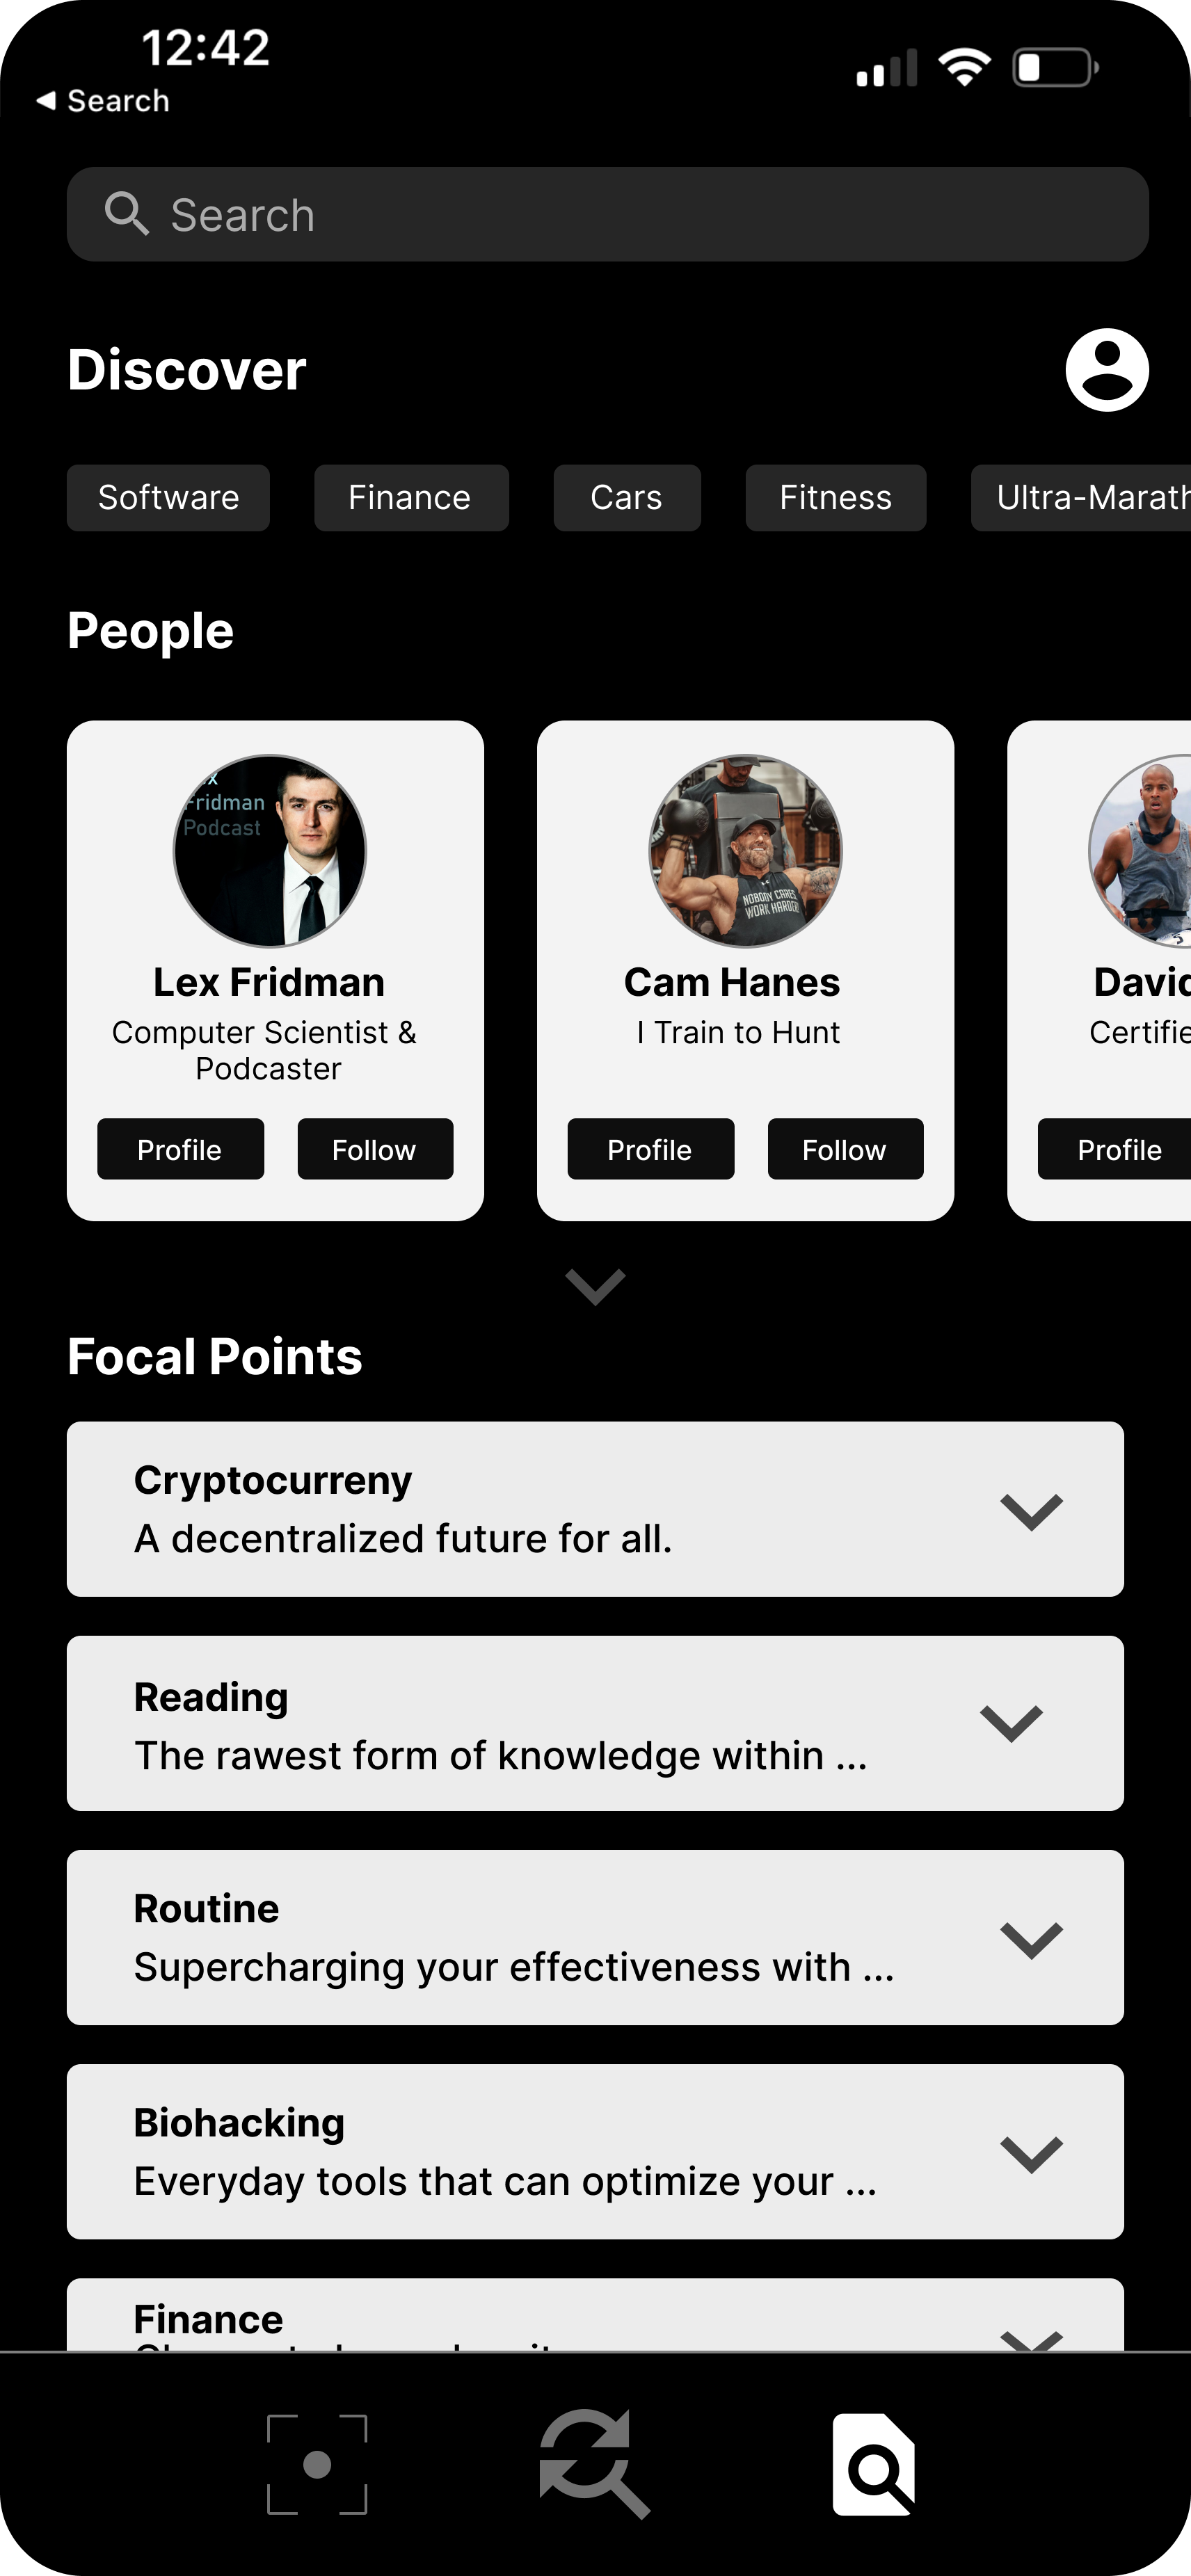 12:42
Search
Search
Discover
Software Finance Cars Fitness Ultra-Marath
People
Fridman
Podcast
NOBODY CARES
WORK HARDER
Lex Fridman Cam Hanes David
Computer Scientist & I Train to Hunt Certifie
Podcaster
Profile Follow Profile Follow Profile
Focal Points
Cryptocurreny
A decentralized future for all.
Reading
The rawest form of knowledge within ...
Routine
Supercharging your effectiveness with ...
Biohacking
Everyday tools that can optimize your ...
Finance